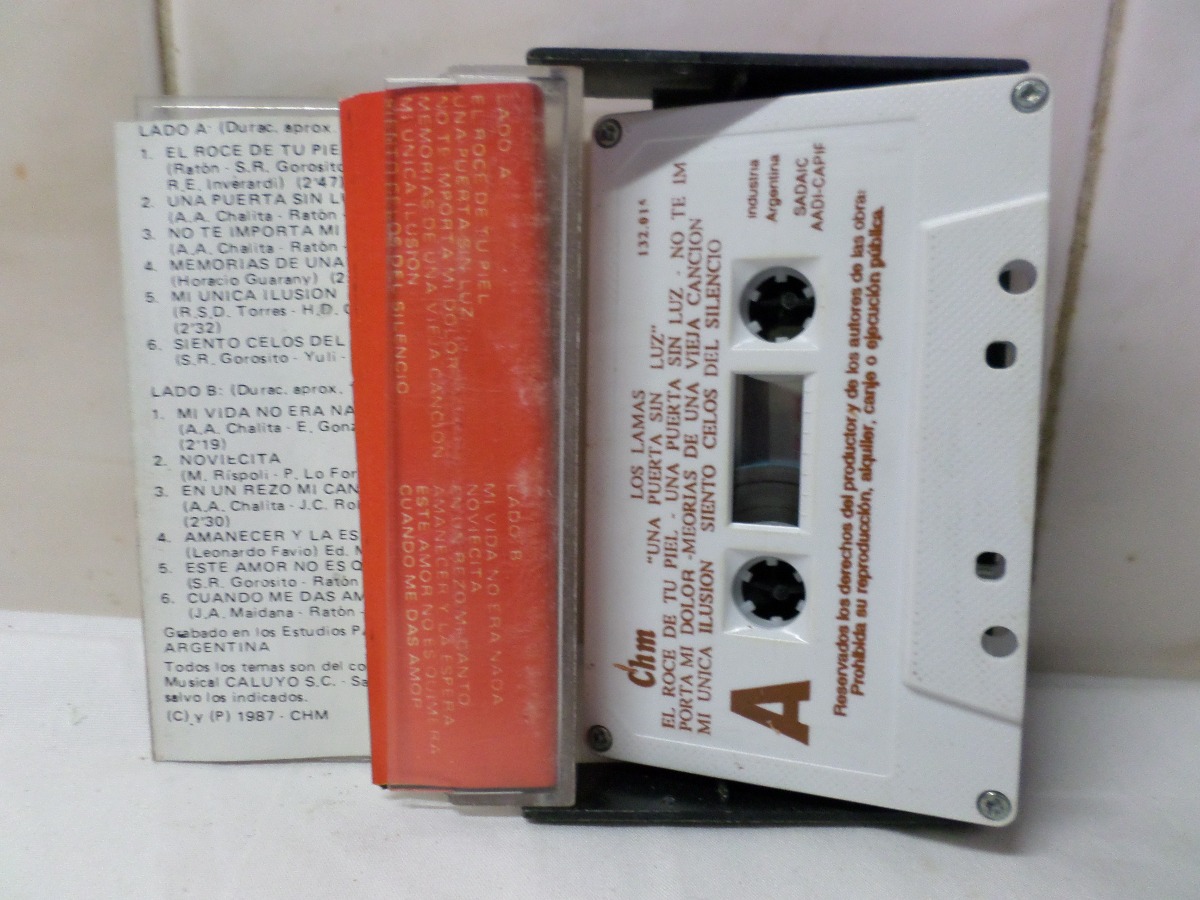 LADO A: (Durac. aprox.
1. EL ROCE DE TU PIE
(Ratón - S.R. Gorosito
R.E. Inverardi) (2'47)
2. UNA PUERTA SIN LU
(A.A. Chalita - Ratón -
3. NO TE IMPORTA MI
(A.A. Chalita - Ratón -
4. MEMORIAS DE UNA
(Horacio Guarany) (2
5. MI UNICA ILUSION
(R.S.D. Torres - H.D.
(2'32)
6. SIENTO CELOS DEL
(S.R. Gorosito - Yuli -
LADO B: (Durac. aprox.
1. MI VIDA NO ERA NA
(A.A. Chalita - E. Gonz
(2'19)
2. NOVIECITA
(M. Rispoli - P. Lo For
3. EN UN REZO MI CAN
(A.A. Chalita - J.C. Ro
(2'30)
4. AMANECER Y LA ES
(Leonardo Favio) Ed. M
5. ESTE AMOR NO ES Q
(S.R. Gorosito - Ratón
6. CUANDO ME DAS AM
(J.A. Maidana - Ratón -
Grabado en los Estudios PA
ARGENTINA
Todos los temas son del co
Musical CALUYO S.C. - Sa
salvo los indicados.
(C) y (P) 1987 - CHM
LADO A
EL ROCE DE TU PIEL
UNA PUERTA SIN LUZ
NO TE IMPORTA MI DOLOR
MEMORIAS DE UNA VIEJA CANCION
MI UNICA ILUSION
SIENTO CELOS DEL SILENCIO
LADO B
MI VIDA NO ERA NADA
NOVIECITA
EN UN REZO MI CANTO
AMANECER Y LA ESPERA
ESTE AMOR NO ES QUIMERA
CUANDO ME DAS AMOR
Chm
132.015
LOS LAMAS
"UNA PUERTA SIN LUZ"
EL ROCE DE TU PIEL - UNA PUERTA SIN LUZ - NO TE IM
PORTA MI DOLOR -MEORIAS DE UNA VIEJA CANCION
MI UNICA ILUSION SIENTO CELOS DEL SILENCIO
A
Industria
Argentina
SADAIC
AADI-CAPIF
Reservados los derechos del productor y de los autores de las obra:
Prohibida su reproducción, alquiler, canje o ejecución pública.